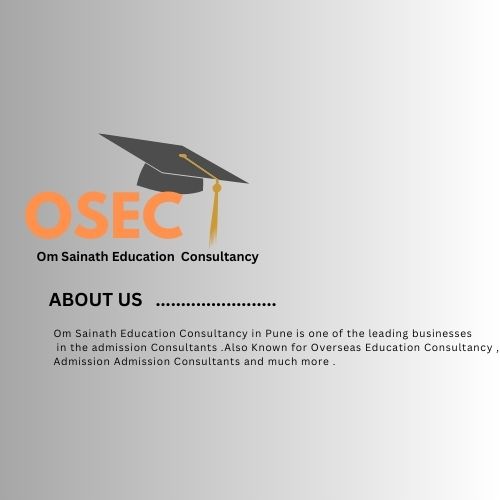 OSEC
Om Sainath Education Consultancy
ABOUT US ........................
Om Sainath Education Consultancy in Pune is one of the leading businesses
in the admission Consultants .Also Known for Overseas Education Consultancy ,
Admission Admission Consultants and much more .